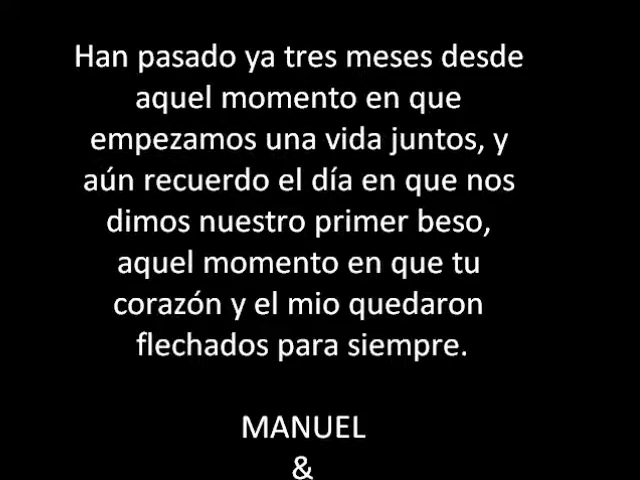 Han pasado ya tres meses desde
aquel momento en que
empezamos una vida juntos, y
aún recuerdo el día en que nos
dimos nuestro primer beso,
aquel momento en que tu
corazón y el mio quedaron
flechados para siempre.
MANUEL
&